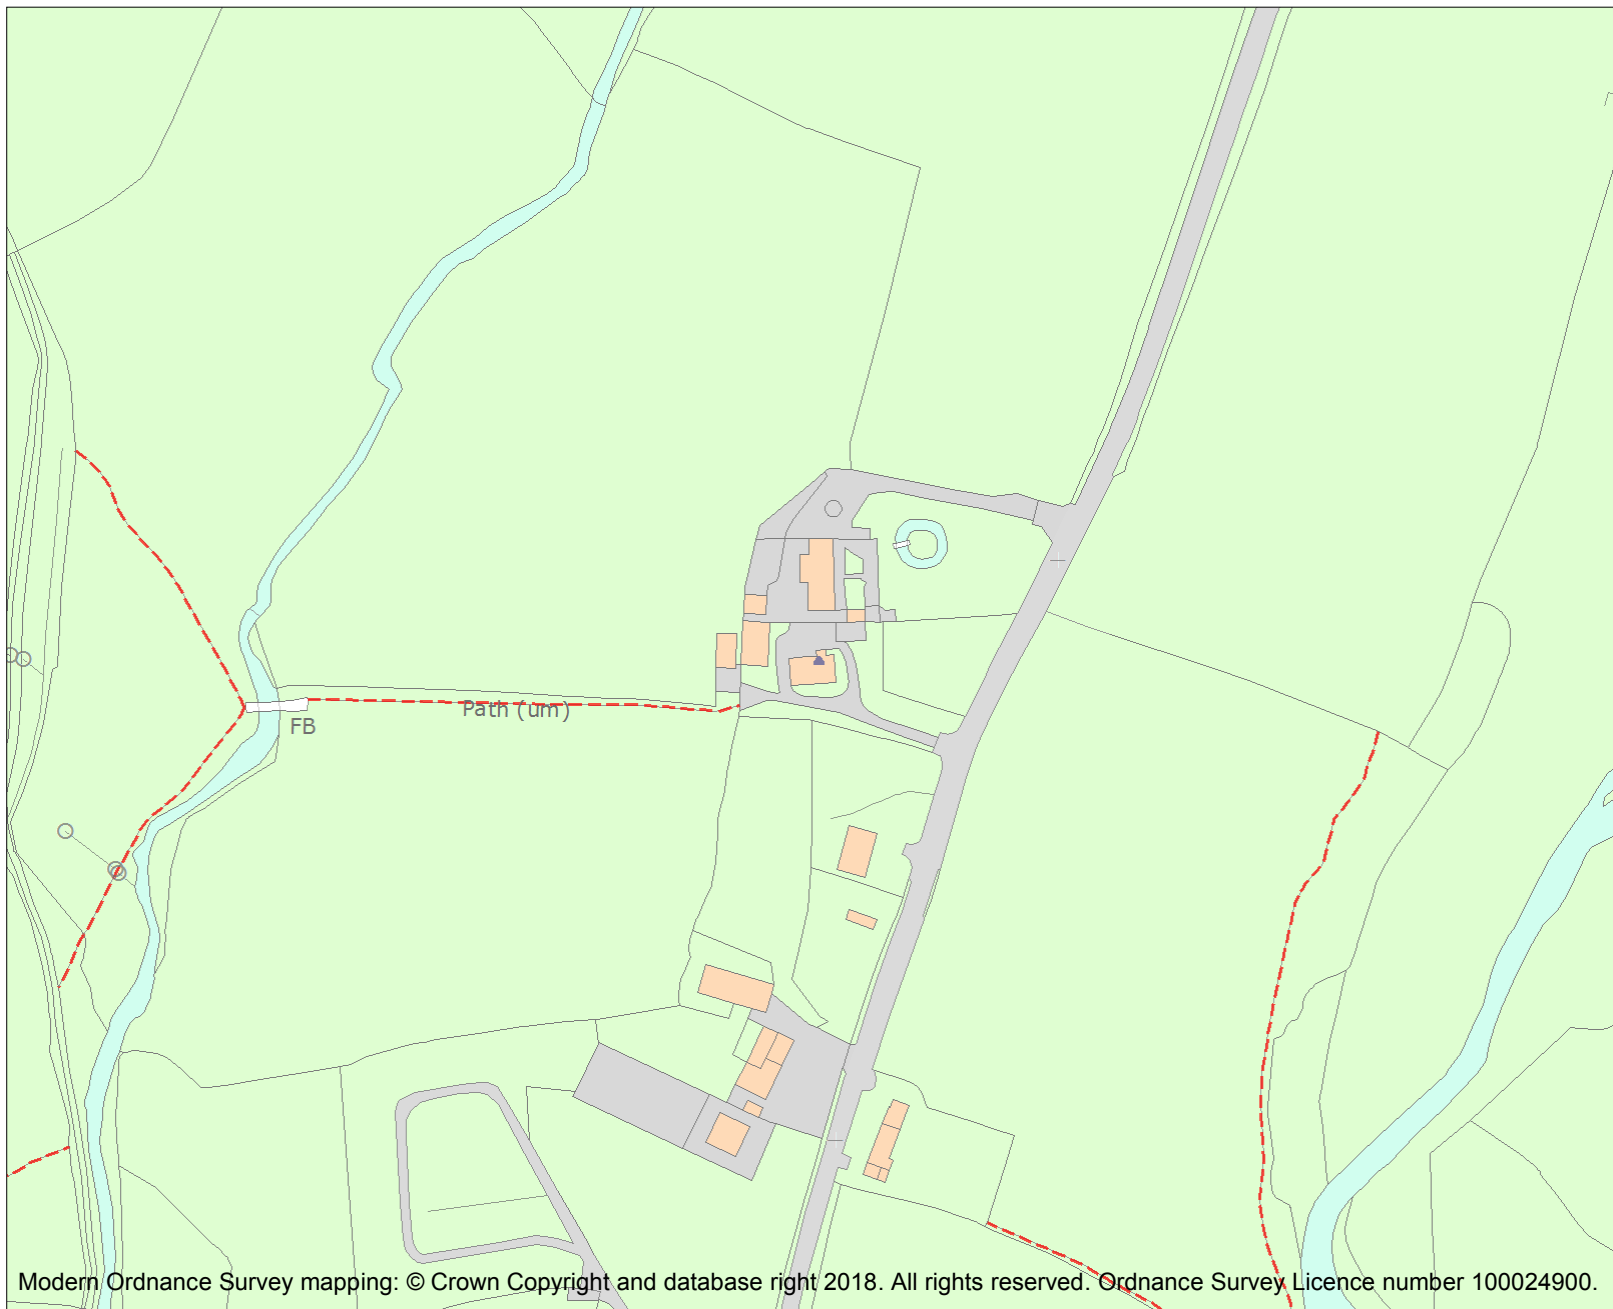 Path (um)
FB
Modern Ordnance Survey mapping: © Crown Copyright and database right 2018. All rights reserved. Ordnance Survey Licence number 100024900.